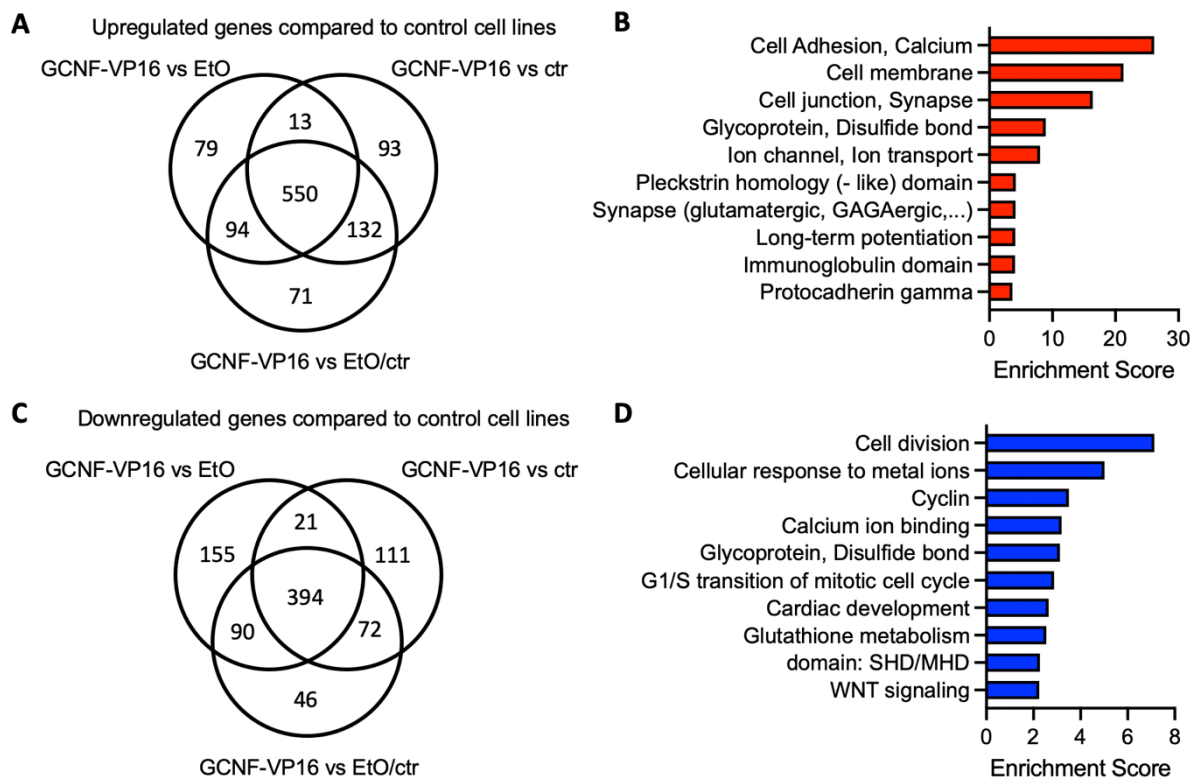 A
Upregulated genes compared to control cell lines
GCNF-VP16 vs EtO
GCNF-VP16 vs ctr
13
79
93
550
94
132
71
GCNF-VP16 vs EtO/ctr
B
Cell Adhesion, Calcium
Cell membrane
Cell junction, Synapse
Glycoprotein, Disulfide bond
Ion channel, Ion transport
Pleckstrin homology (- like) domain
Synapse (glutamatergic, GAGAergic,...)
Long-term potentiation
Immunoglobulin domain
Protocadherin gamma
0 10 20 30
Enrichment Score
C
Downregulated genes compared to control cell lines
GCNF-VP16 vs EtO
GCNF-VP16 vs ctr
21
155
111
394
90
72
46
GCNF-VP16 vs EtO/ctr
D
Cell division
Cellular response to metal ions
Cyclin
Calcium ion binding
Glycoprotein, Disulfide bond
G1/S transition of mitotic cell cycle
Cardiac development
Glutathione metabolism
domain: SHD/MHD
WNT signaling
0 2 4 6 8
Enrichment Score